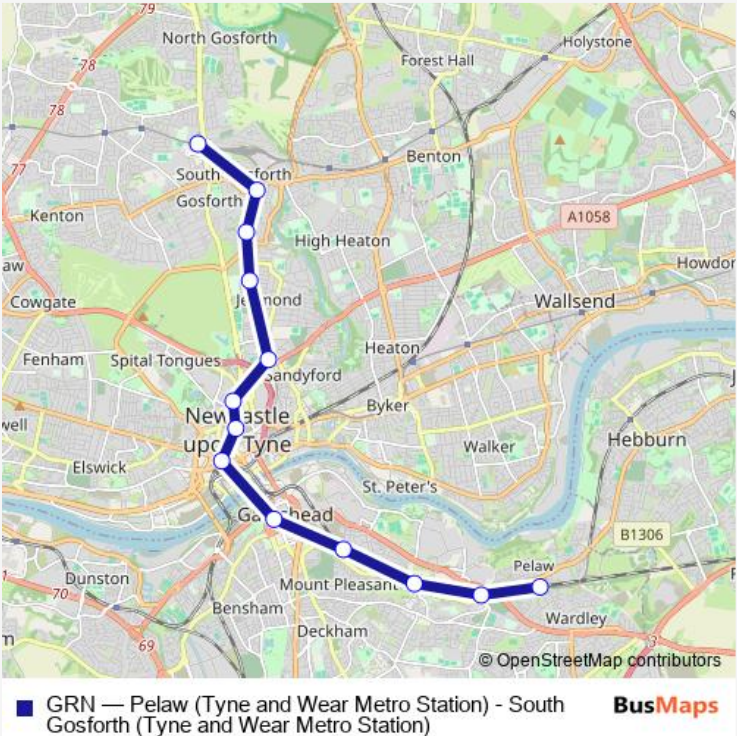 79
North Gosforth
Holystone
Forest Hall
78
78
Benton
77
South Gosforth
Gosforth
Kenton
A1058
High Heaton
aw
Howdon
Cowgate
Jesmond
Wallsend
Heaton
Fenham
Spital Tongues
Sandyford
Byker
Newcastle
upon Tyne
well
Hebburn
Walker
Elswick
St. Peter's
Gateshead
B1306
Pelaw
Dunston
Mount Pleasant
70
Bensham
Wardley
Deckham
m
69
3
© OpenStreetMap contributors
GRN — Pelaw (Tyne and Wear Metro Station) - South
Gosforth (Tyne and Wear Metro Station)
BusMaps